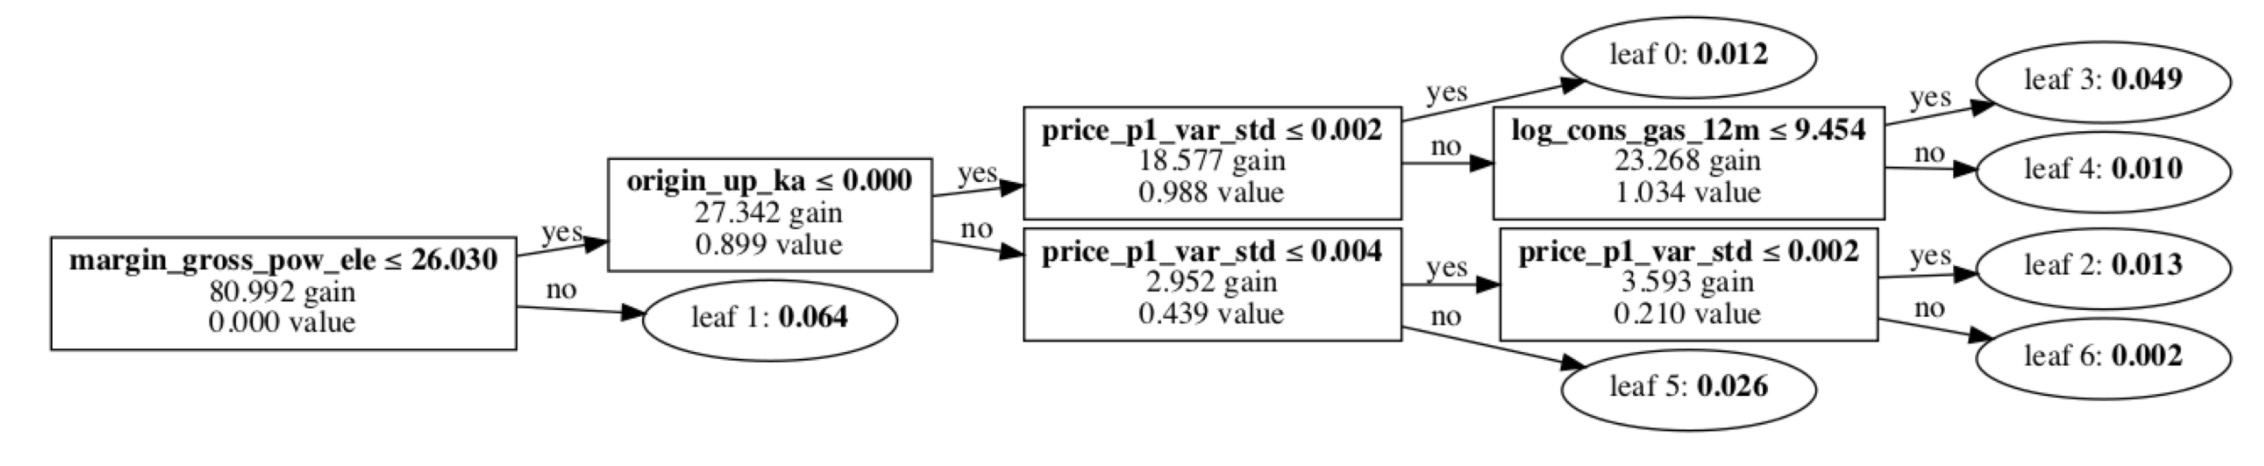 margin_gross_pow_ele ≤ 26.030
80.992 gain
0.000 value
yes
no
origin_up_ka ≤ 0.000
27.342 gain
0.899 value
leaf 1: 0.064
yes
no
price_p1_var_std ≤ 0.002
18.577 gain
0.988 value
yes
no
price_p1_var_std ≤ 0.004
2.952 gain
0.439 value
yes
no
leaf 0: 0.012
log_cons_gas_12m ≤ 9.454
23.268 gain
1.034 value
yes
no
price_p1_var_std ≤ 0.002
3.593 gain
0.210 value
yes
no
leaf 5: 0.026
leaf 3: 0.049
leaf 4: 0.010
leaf 2: 0.013
leaf 6: 0.002